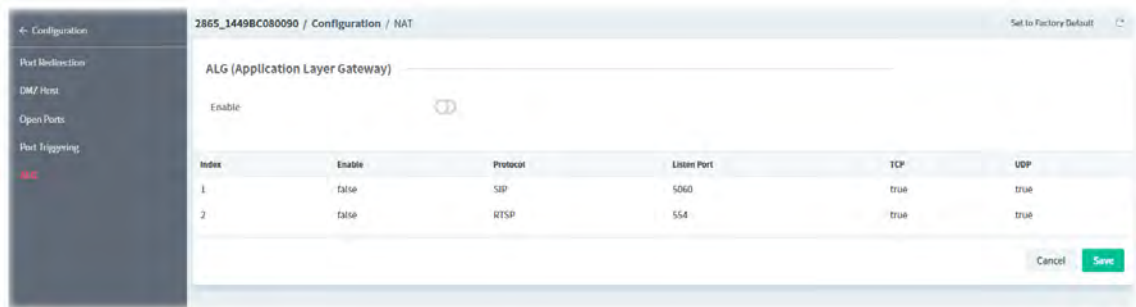 ← Configuration
2865_1449BC080090 / Configuration / NAT
Set to Factory Default
Port Redirection
DMZ Host
Open Ports
Port Triggering
ALG
ALG (Application Layer Gateway)
Enable
Index Enable Protocol Listen Port TCP UDP
1 false SIP 5060 true true
2 false RTSP 554 true true
Cancel Save